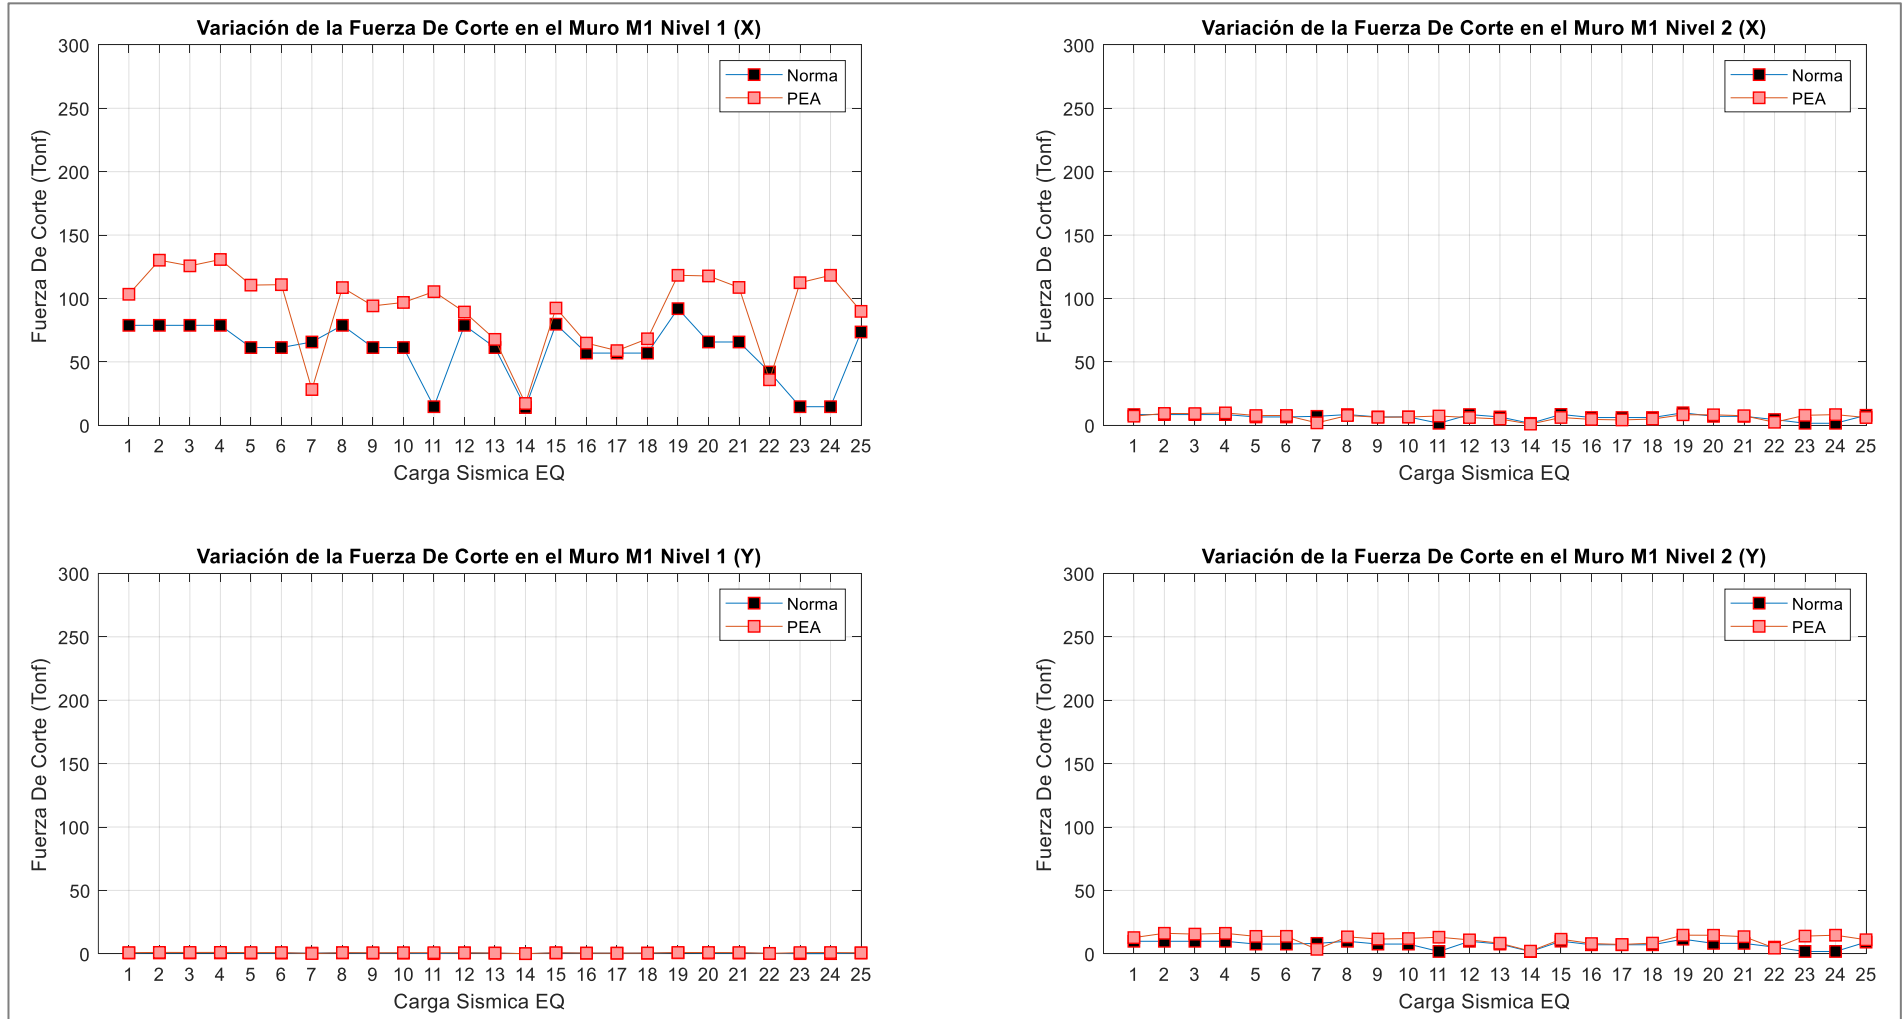 Variación de la Fuerza De Corte en el Muro M1 Nivel 1 (X)
Fuerza De Corte (Tonf)
300
250
200
150
100
50
0
Norma
PEA
1 2 3 4 5 6 7 8 9 10 11 12 13 14 15 16 17 18 19 20 21 22 23 24 25
Carga Sismica EQ
Variación de la Fuerza De Corte en el Muro M1 Nivel 2 (X)
Fuerza De Corte (Tonf)
300
250
200
150
100
50
0
Norma
PEA
1 2 3 4 5 6 7 8 9 10 11 12 13 14 15 16 17 18 19 20 21 22 23 24 25
Carga Sismica EQ
Variación de la Fuerza De Corte en el Muro M1 Nivel 1 (Y)
Fuerza De Corte (Tonf)
300
250
200
150
100
50
0
Norma
PEA
1 2 3 4 5 6 7 8 9 10 11 12 13 14 15 16 17 18 19 20 21 22 23 24 25
Carga Sismica EQ
Variación de la Fuerza De Corte en el Muro M1 Nivel 2 (Y)
Fuerza De Corte (Tonf)
300
250
200
150
100
50
0
Norma
PEA
1 2 3 4 5 6 7 8 9 10 11 12 13 14 15 16 17 18 19 20 21 22 23 24 25
Carga Sismica EQ